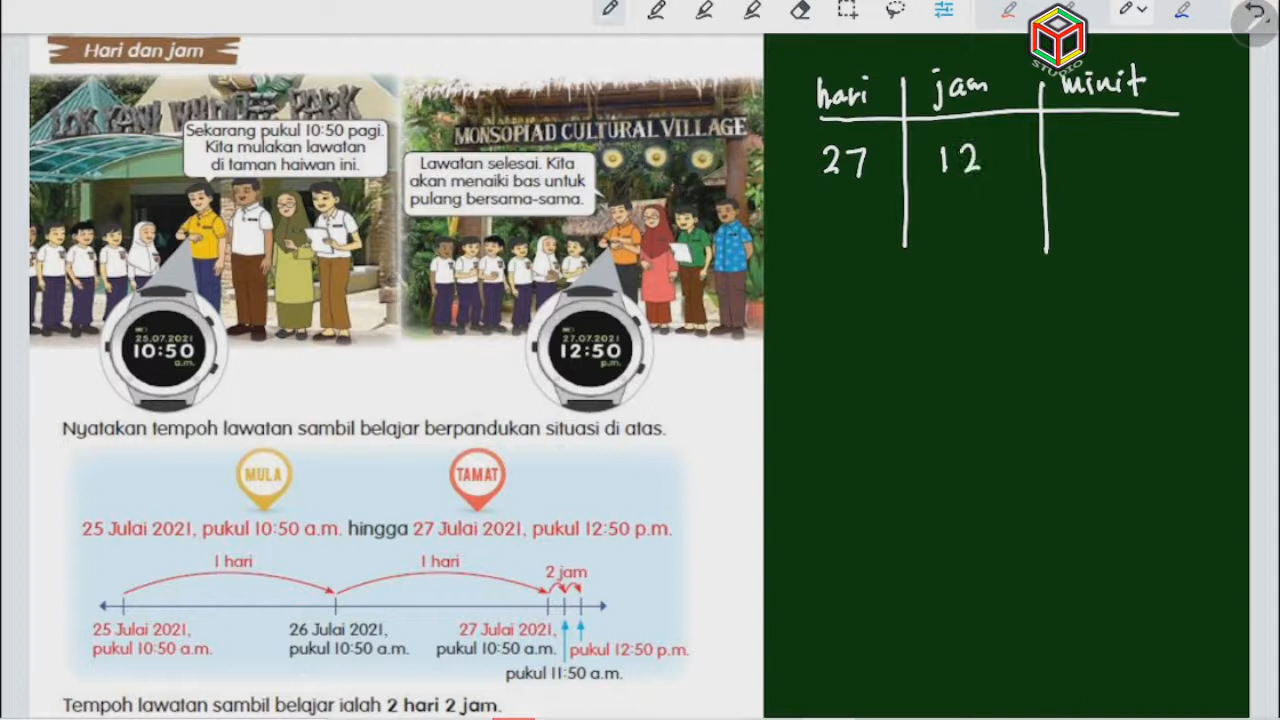 Hari dan jam
LOK KAWI WILDLIFE PARK
Sekarang pukul 10:50 pagi.
Kita mulakan lawatan
di taman haiwan ini.
MONSOPIAD CULTURAL VILLAGE
Lawatan selesai. Kita
akan menaiki bas untuk
pulang bersama-sama.
25.07.2021
10:50
a.m.
27.07.2021
12:50
p.m.
Nyatakan tempoh lawatan sambil belajar berpandukan situasi di atas.
MULA
TAMAT
25 Julai 2021, pukul 10:50 a.m. hingga 27 Julai 2021, pukul 12:50 p.m.
1 hari
1 hari
2 jam
25 Julai 2021,
pukul 10:50 a.m.
26 Julai 2021,
pukul 10:50 a.m.
27 Julai 2021,
pukul 10:50 a.m.
pukul 12:50 p.m.
pukul 11:50 a.m.
Tempoh lawatan sambil belajar ialah 2 hari 2 jam.
STUDIO
hari jam minit
27 12